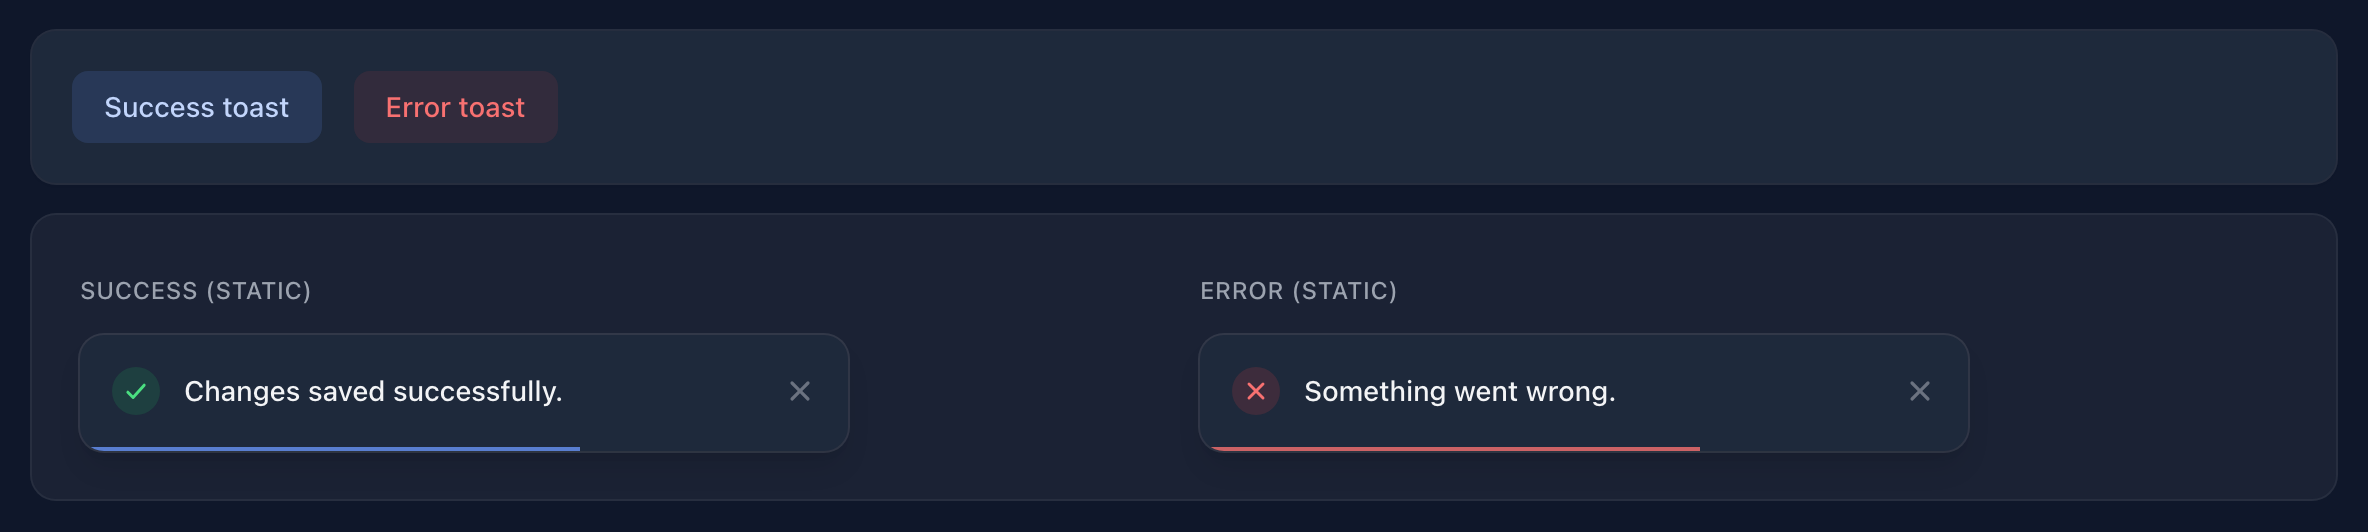 Success toast
Error toast
SUCCESS (STATIC)
Changes saved successfully.
ERROR (STATIC)
Something went wrong.